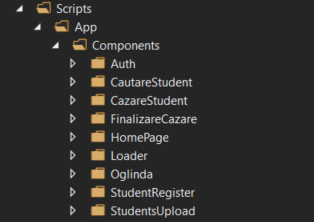 Scripts
App
Components
Auth
CautareStudent
CazareStudent
FinalizareCazare
HomePage
Loader
Oglinda
StudentRegister
StudentsUpload